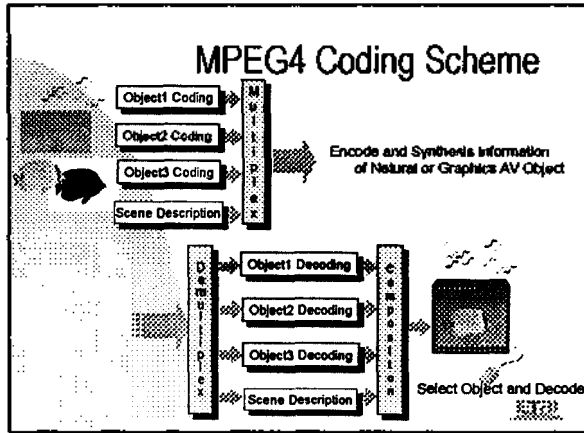 MPEG4 Coding Scheme
Object1 Coding
Object2 Coding
Object3 Coding
Scene Description
Multiplex
Encode and Synthesis Information
of Natural or Graphics AV Object
Demultiplex
Object1 Decoding
Object2 Decoding
Object3 Decoding
Scene Description
Composition
Select Object and Decode